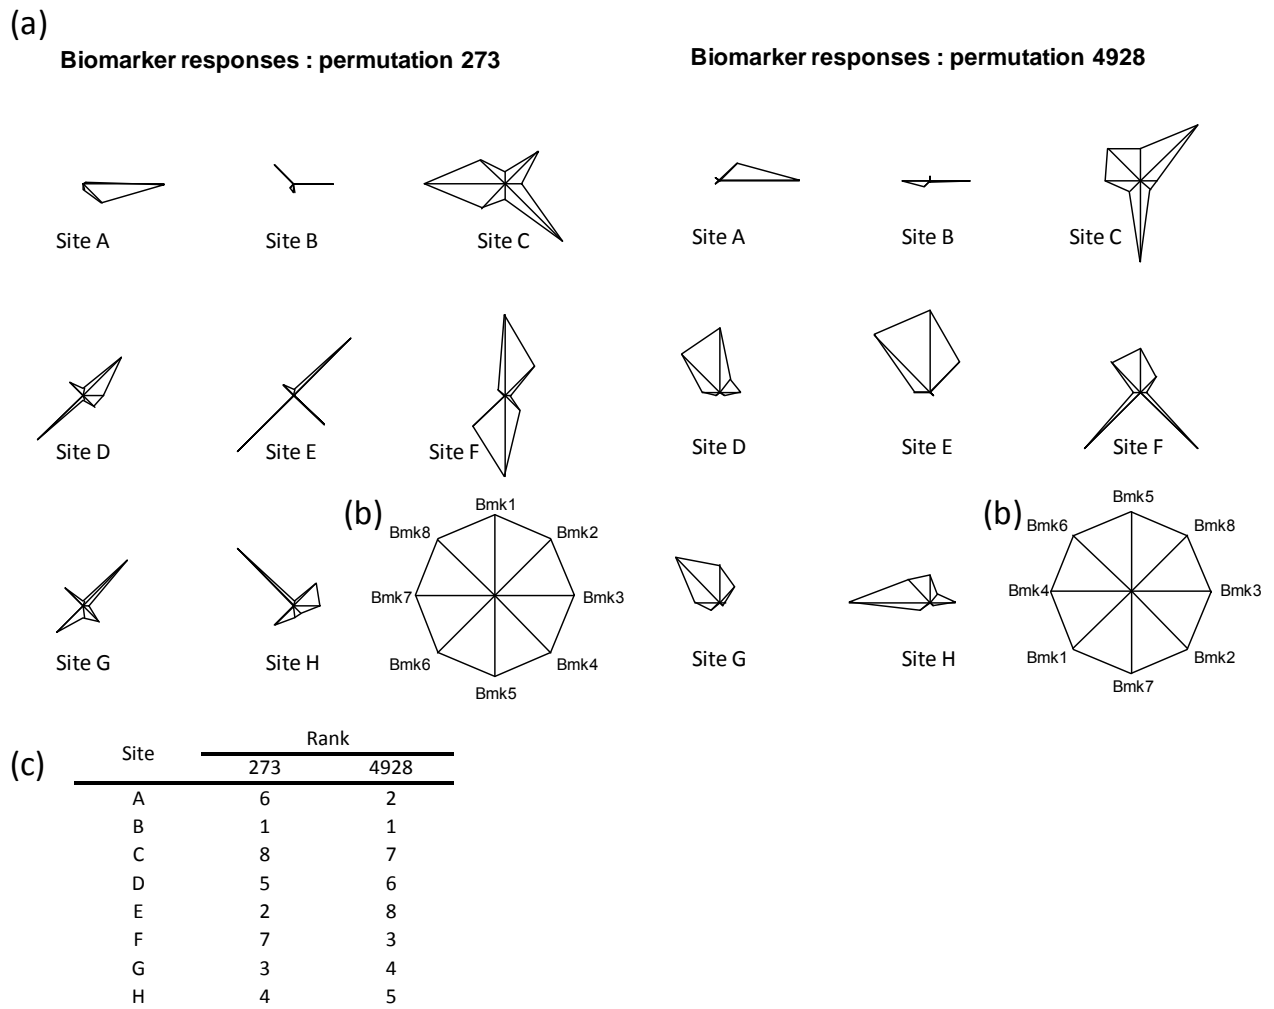 (a)
Biomarker responses : permutation 273
Biomarker responses : permutation 4928
Site A
Site B
Site C
Site A
Site B
Site C
Site D
Site E
Site F
Site D
Site E
Site F
(b)
Bmk1
Bmk2
Bmk3
Bmk4
Bmk5
Bmk6
Bmk7
Bmk8
(b)
Bmk5
Bmk8
Bmk3
Bmk2
Bmk7
Bmk1
Bmk4
Bmk6
Site G
Site H
Site G
Site H
(c)
Site Rank
273 4928
A 6 2
B 1 1
C 8 7
D 5 6
E 2 8
F 7 3
G 3 4
H 4 5